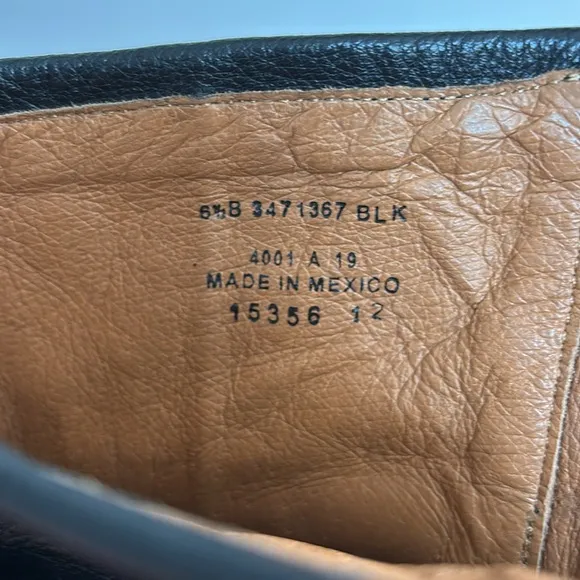 6½B 3471367 BLK
4001 A 19
MADE IN MEXICO
15356 12